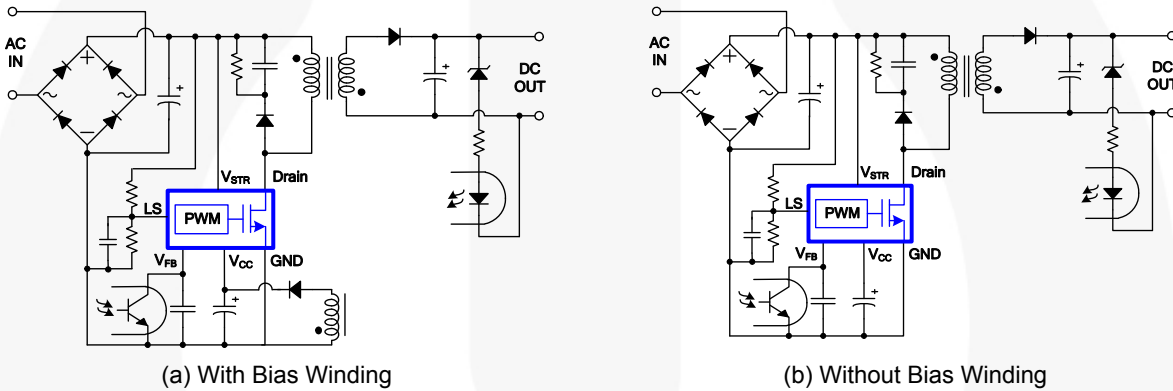 AC
IN
+
~
~
−
+
+
DC
OUT
VSTR
Drain
LS
PWM
VFB
VCC
GND
+
(a) With Bias Winding
AC
IN
+
~
~
−
+
+
DC
OUT
VSTR
Drain
LS
PWM
VFB
VCC
GND
+
(b) Without Bias Winding